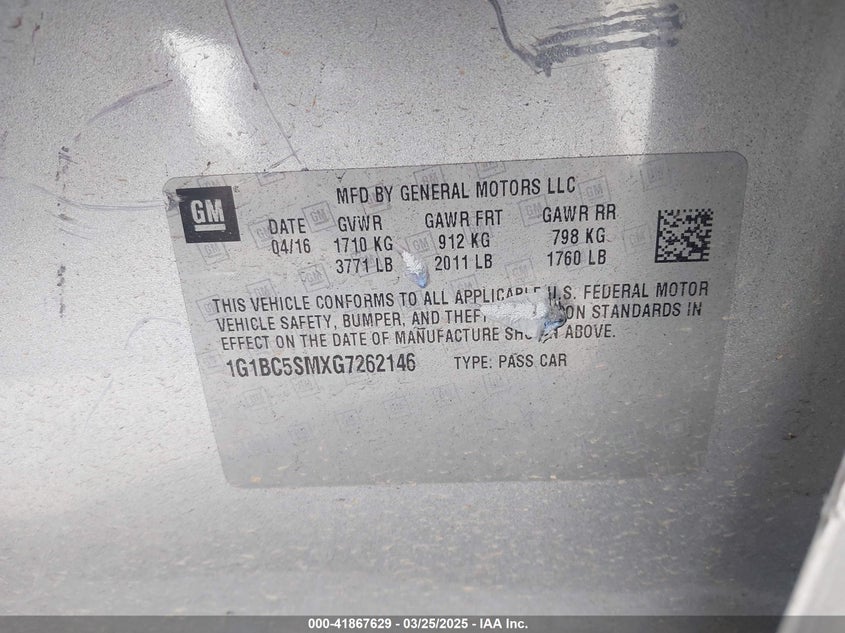 GM
MFD BY GENERAL MOTORS LLC
DATE GVWR GAWR FRT GAWR RR
04/16 1710 KG 912 KG 798 KG
3771 LB 2011 LB 1760 LB
THIS VEHICLE CONFORMS TO ALL APPLICABLE U.S. FEDERAL MOTOR
VEHICLE SAFETY, BUMPER, AND THEFT ON STANDARDS IN
EFFECT ON THE DATE OF MANUFACTURE SHOWN ABOVE.
1G1BC5SMXG7262146 TYPE: PASS CAR
000-41867629 | 03/25/2025 - IAA Inc.